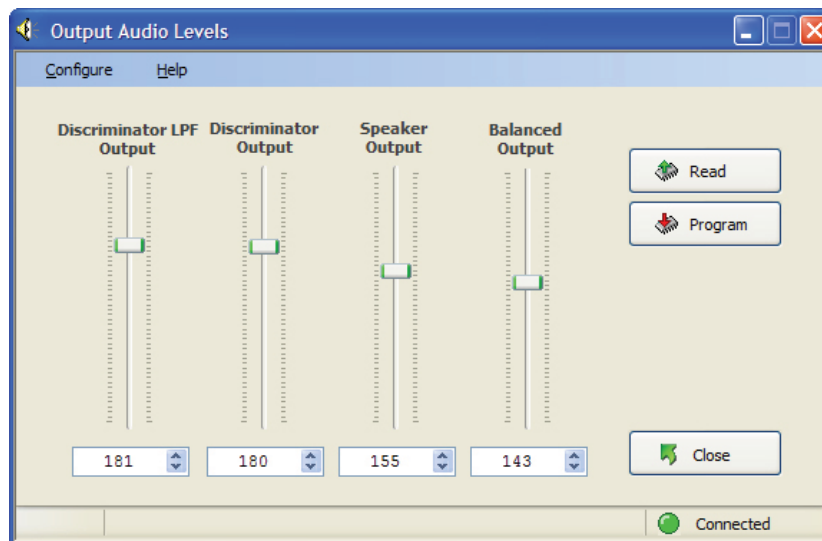 Output Audio Levels
Configure Help
Discriminator LPF Output
Discriminator Output
Speaker Output
Balanced Output
Read
Program
181
180
155
143
Close
Connected